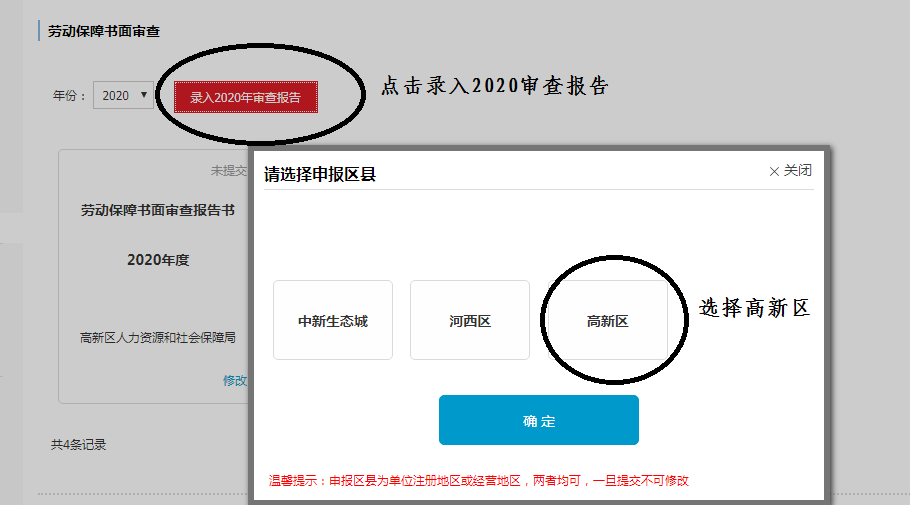 劳动保障书面审查
年份： 2020 ▼ 录入2020年审查报告
点击录入2020审查报告
未提交
劳动保障书面审查报告书
2020年度
高新区人力资源和社会保障局
修改
共4条记录
请选择申报区县
× 关闭
中新生态城 河西区 高新区
选择高新区
确 定
温馨提示：申报区县为单位注册地区或经营地区，两者均可，一旦提交不可修改